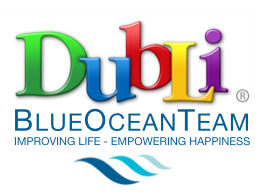 DubLi®
BLUEOCEANTEAM
IMPROVING LIFE - EMPOWERING HAPPINESS